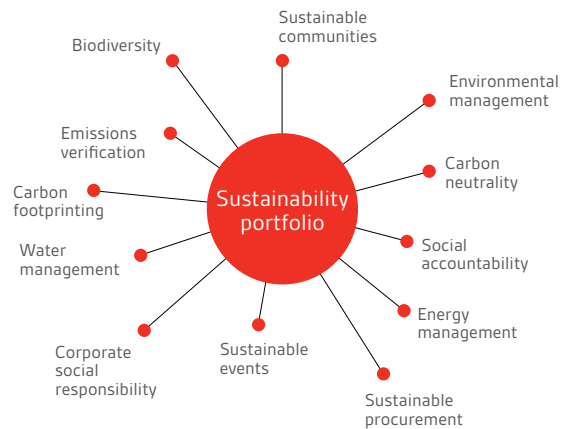 Sustainable
communities
Biodiversity
Environmental
management
Emissions
verification
Carbon
neutrality
Carbon
footprinting
Sustainability
portfolio
Water
management
Social
accountability
Energy
management
Corporate
social
responsibility
Sustainable
events
Sustainable
procurement